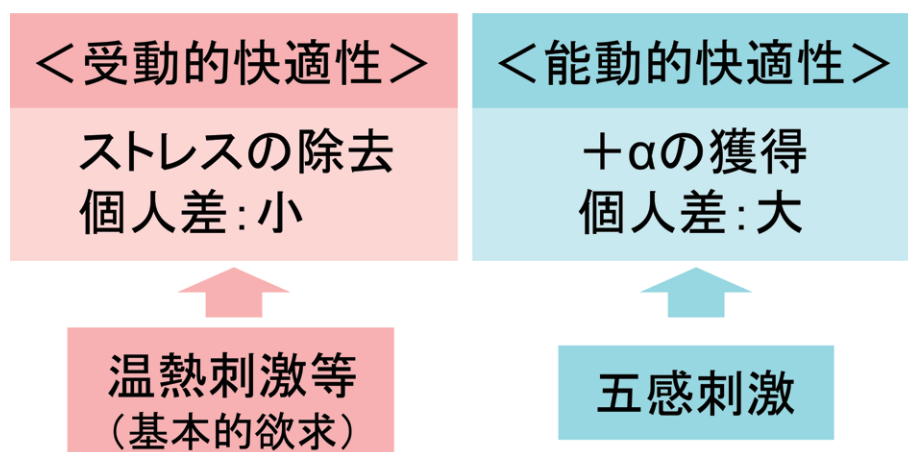 ＜受動的快適性＞
ストレスの除去
個人差：小
温熱刺激等
（基本的欲求）
＜能動的快適性＞
＋αの獲得
個人差：大
五感刺激